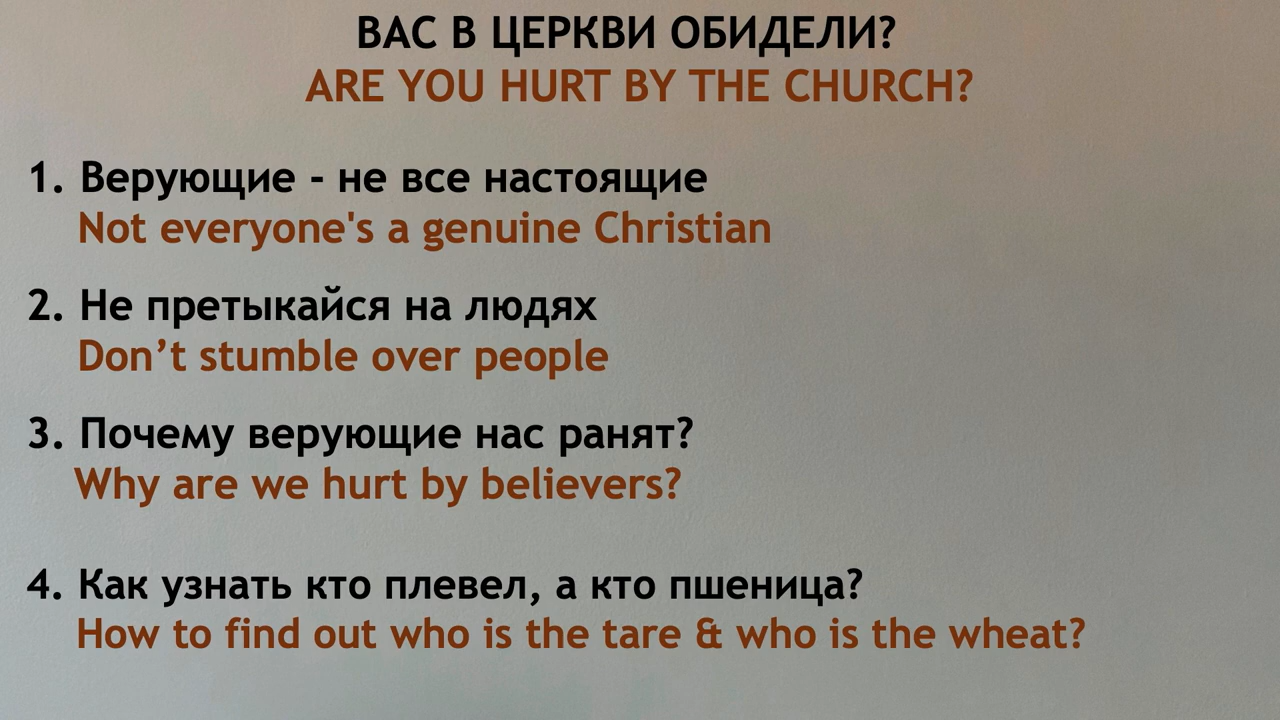 ВАС В ЦЕРКВИ ОБИДЕЛИ?
ARE YOU HURT BY THE CHURCH?
1. Верующие - не все настоящие
Not everyone's a genuine Christian
2. Не претыкайся на людях
Don’t stumble over people
3. Почему верующие нас ранят?
Why are we hurt by believers?
4. Как узнать кто плевел, а кто пшеница?
How to find out who is the tare & who is the wheat?